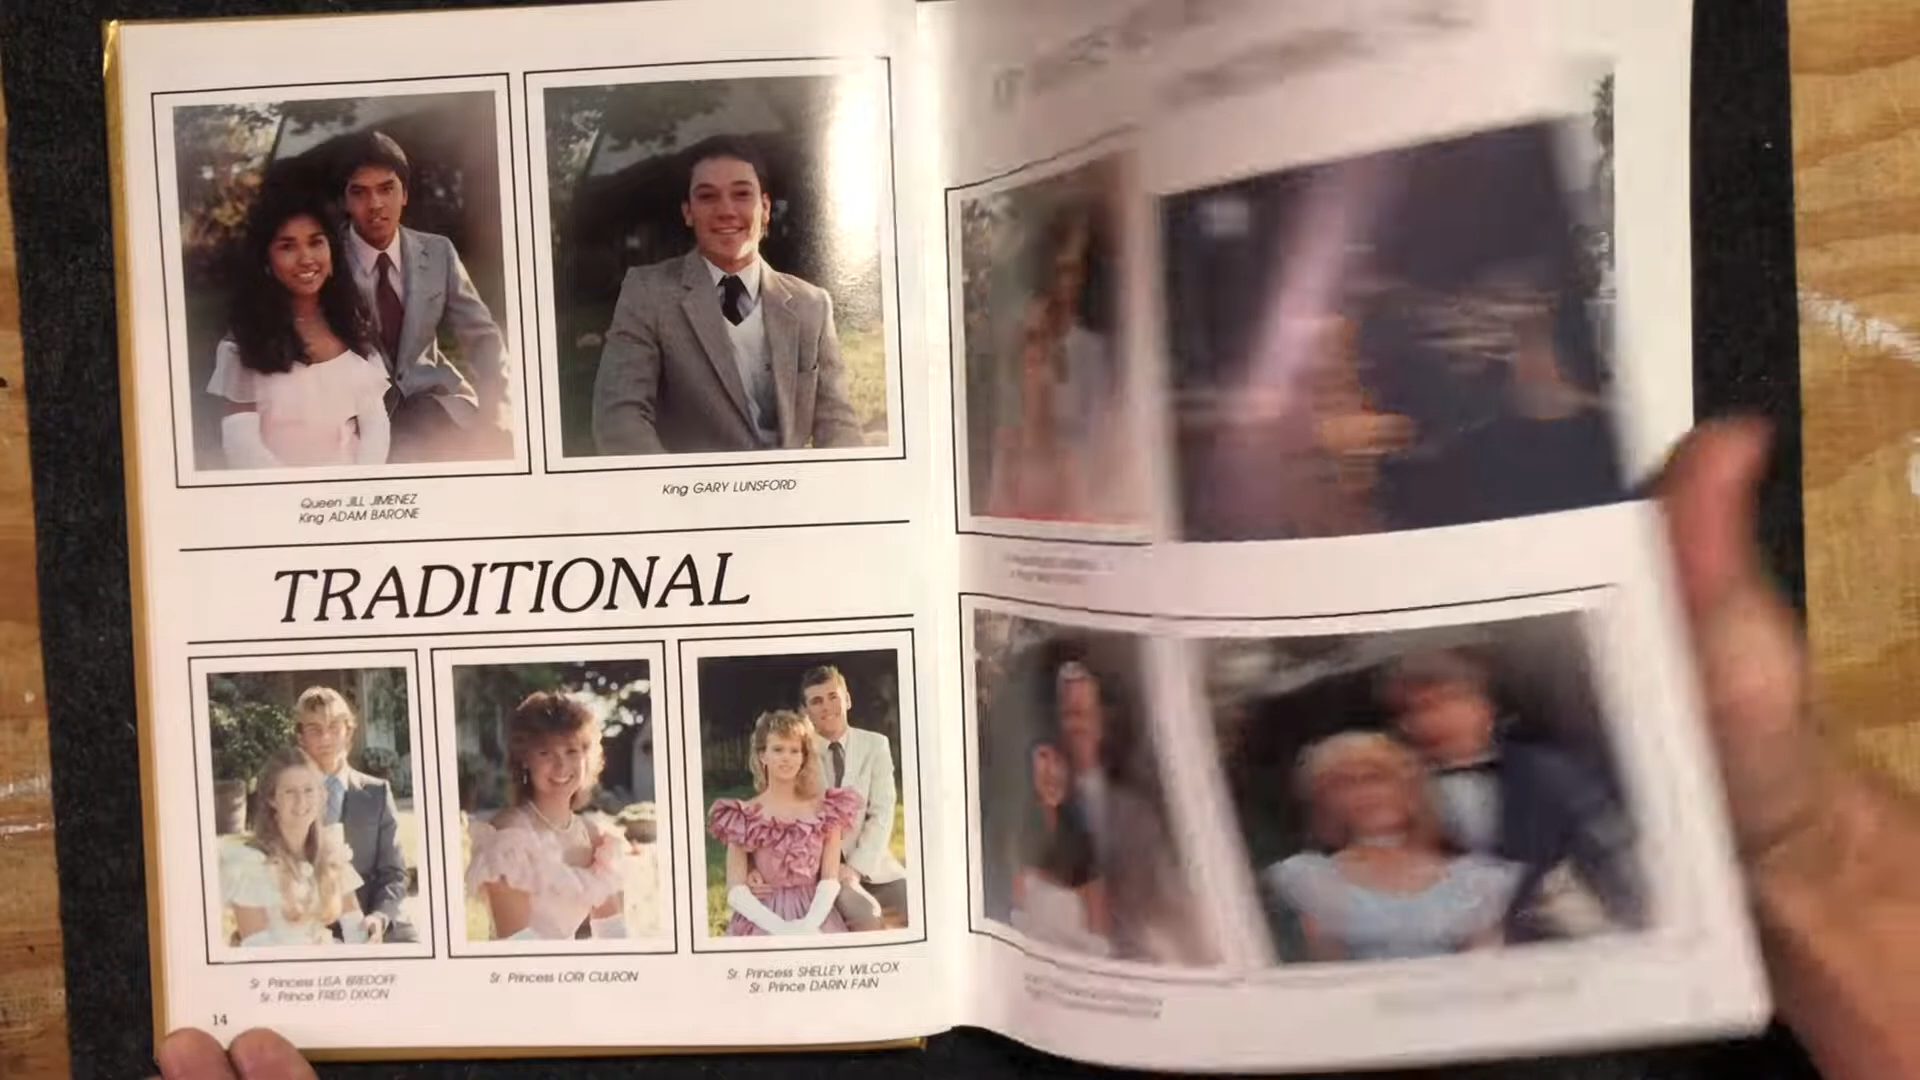 Queen JILL JIMENEZ
King ADAM BARONE
King GARY LUNSFORD
TRADITIONAL
Sr. Princess LISA BREDOFF
Sr. Prince FRED DIXON
Sr. Princess LORI CULRON
Sr. Princess SHELLEY WILCOX
Sr. Prince DARIN FAIN
14